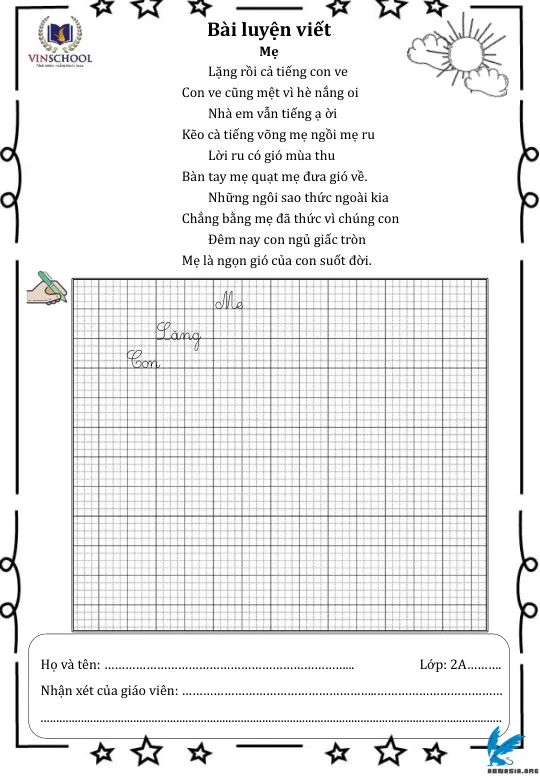 VINSCHOOL
Bài luyện viết
Mẹ
Lặng rồi cả tiếng con ve
Con ve cũng mệt vì hè nắng oi
Nhà em vẫn tiếng ạ ời
Kẽo cà tiếng võng mẹ ngồi mẹ ru
Lời ru có gió mùa thu
Bàn tay mẹ quạt mẹ đưa gió về.
Những ngôi sao thức ngoài kia
Chẳng bằng mẹ đã thức vì chúng con
Đêm nay con ngủ giấc tròn
Mẹ là ngọn gió của con suốt đời.
Mẹ
Lặng
Con
Họ và tên: ……………………………………………………………...
Lớp: 2A……….
Nhận xét của giáo viên: ……………………………………………………………………………
ABMASIA.ORG